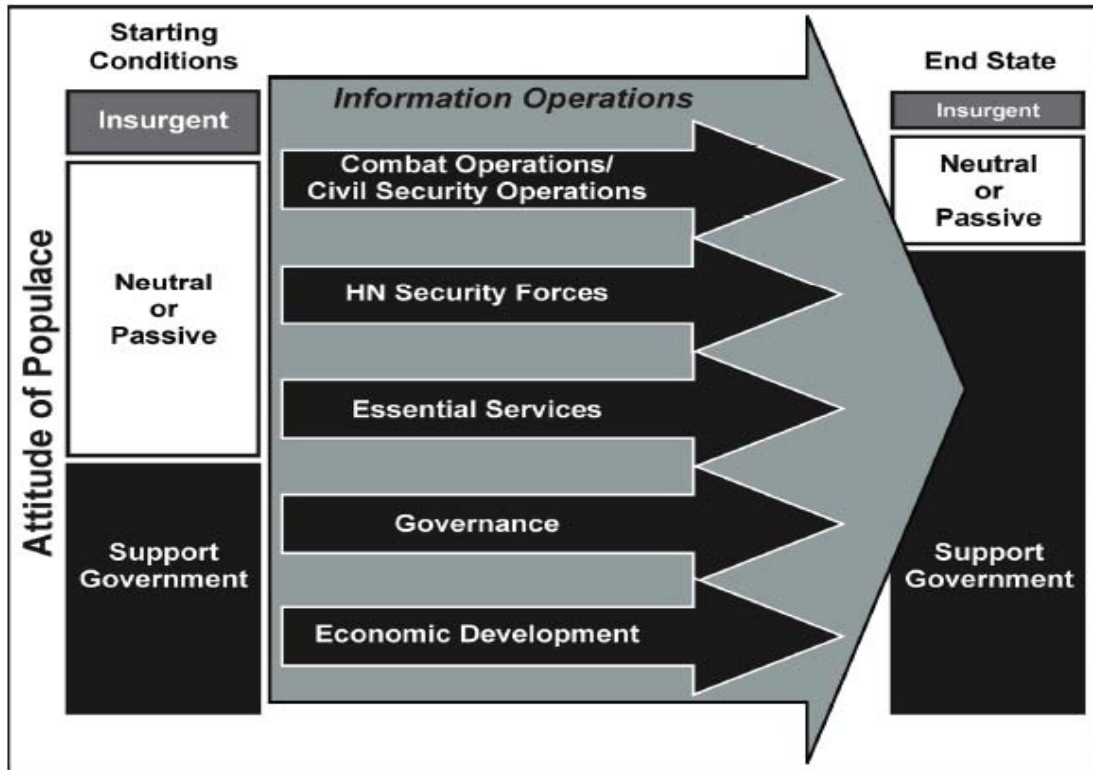 Attitude of Populace
Starting
Conditions
Insurgent
Neutral
or
Passive
Support
Government
Information Operations
Combat Operations/
Civil Security Operations
HN Security Forces
Essential Services
Governance
Economic Development
End State
Insurgent
Neutral
or
Passive
Support
Government